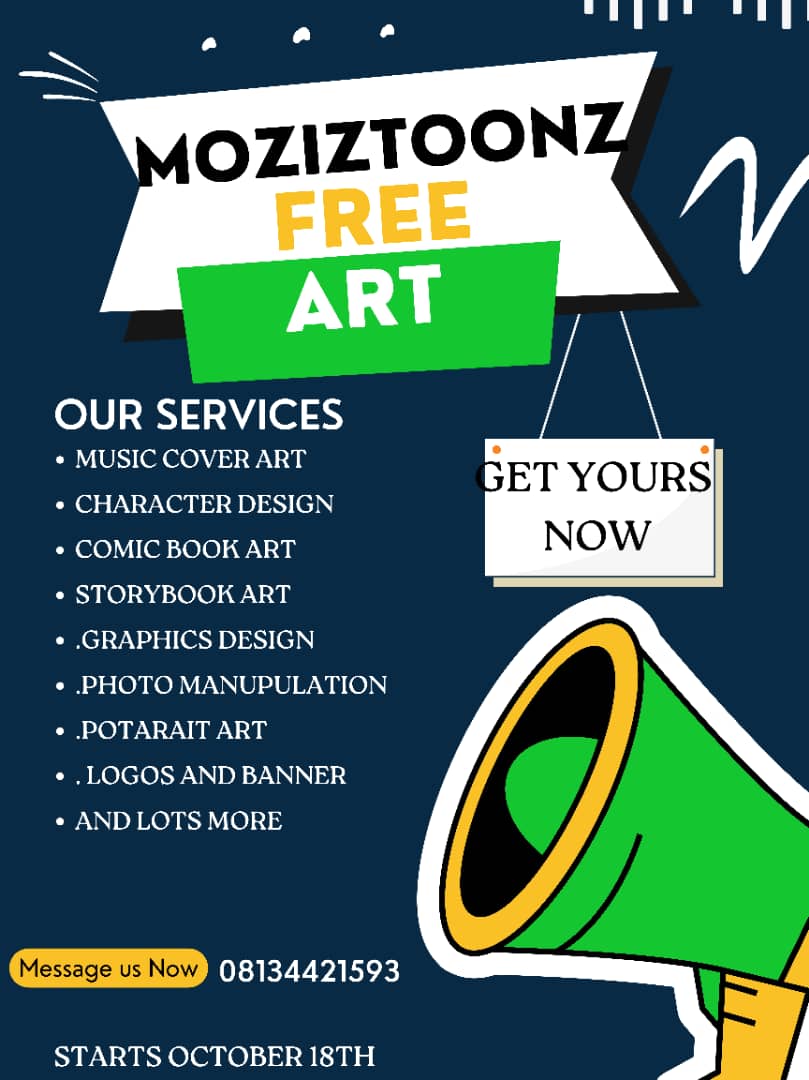 MOZIZTOONZ
FREE
ART
OUR SERVICES
• MUSIC COVER ART
• CHARACTER DESIGN
• COMIC BOOK ART
• STORYBOOK ART
• .GRAPHICS DESIGN
• .PHOTO MANUPULATION
• .POTARAIT ART
• . LOGOS AND BANNER
• AND LOTS MORE
GET YOURS
NOW
Message us Now 08134421593
STARTS OCTOBER 18TH